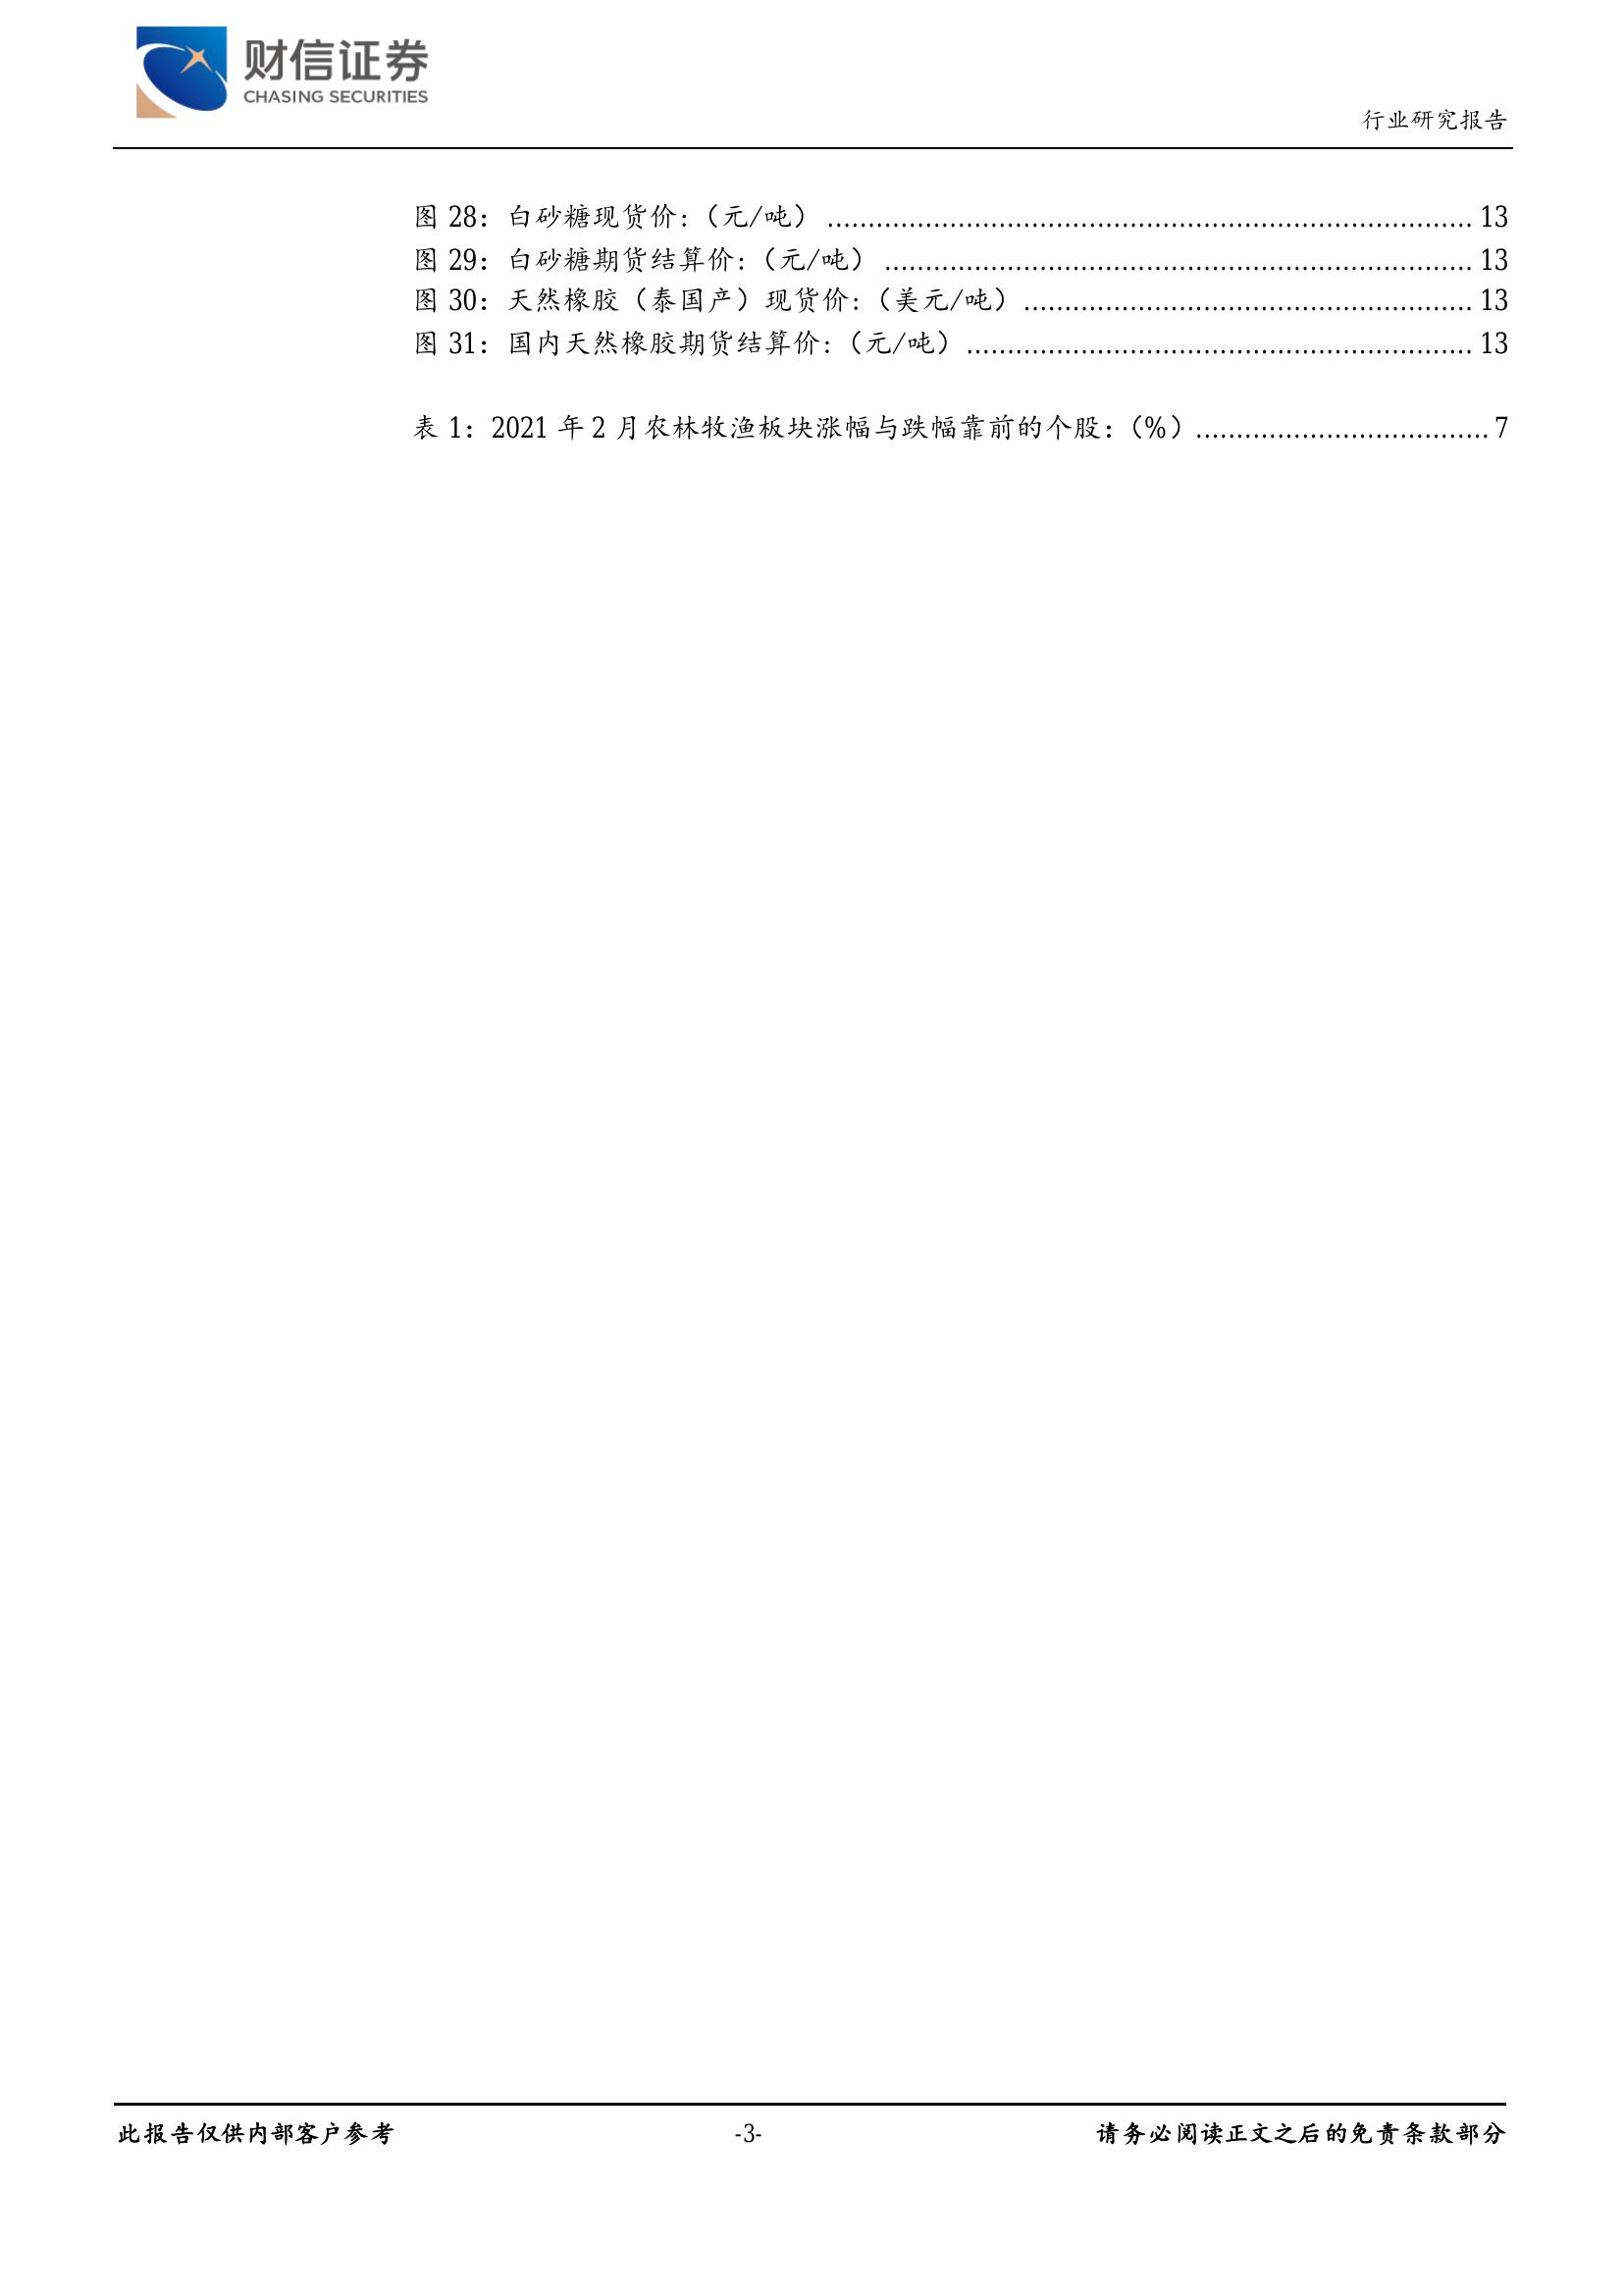 财信证券
CHASING SECURITIES
行业研究报告
图 28：白砂糖现货价:（元/吨） ................................................................................ 13
图 29：白砂糖期货结算价:（元/吨） ......................................................................... 13
图 30：天然橡胶（泰国产）现货价:（美元/吨） ....................................................... 13
图 31：国内天然橡胶期货结算价:（元/吨） .............................................................. 13
表 1：2021 年 2 月农林牧渔板块涨幅与跌幅靠前的个股：（%） .................................... 7
此报告仅供内部客户参考
-3-
请务必阅读正文之后的免责条款部分